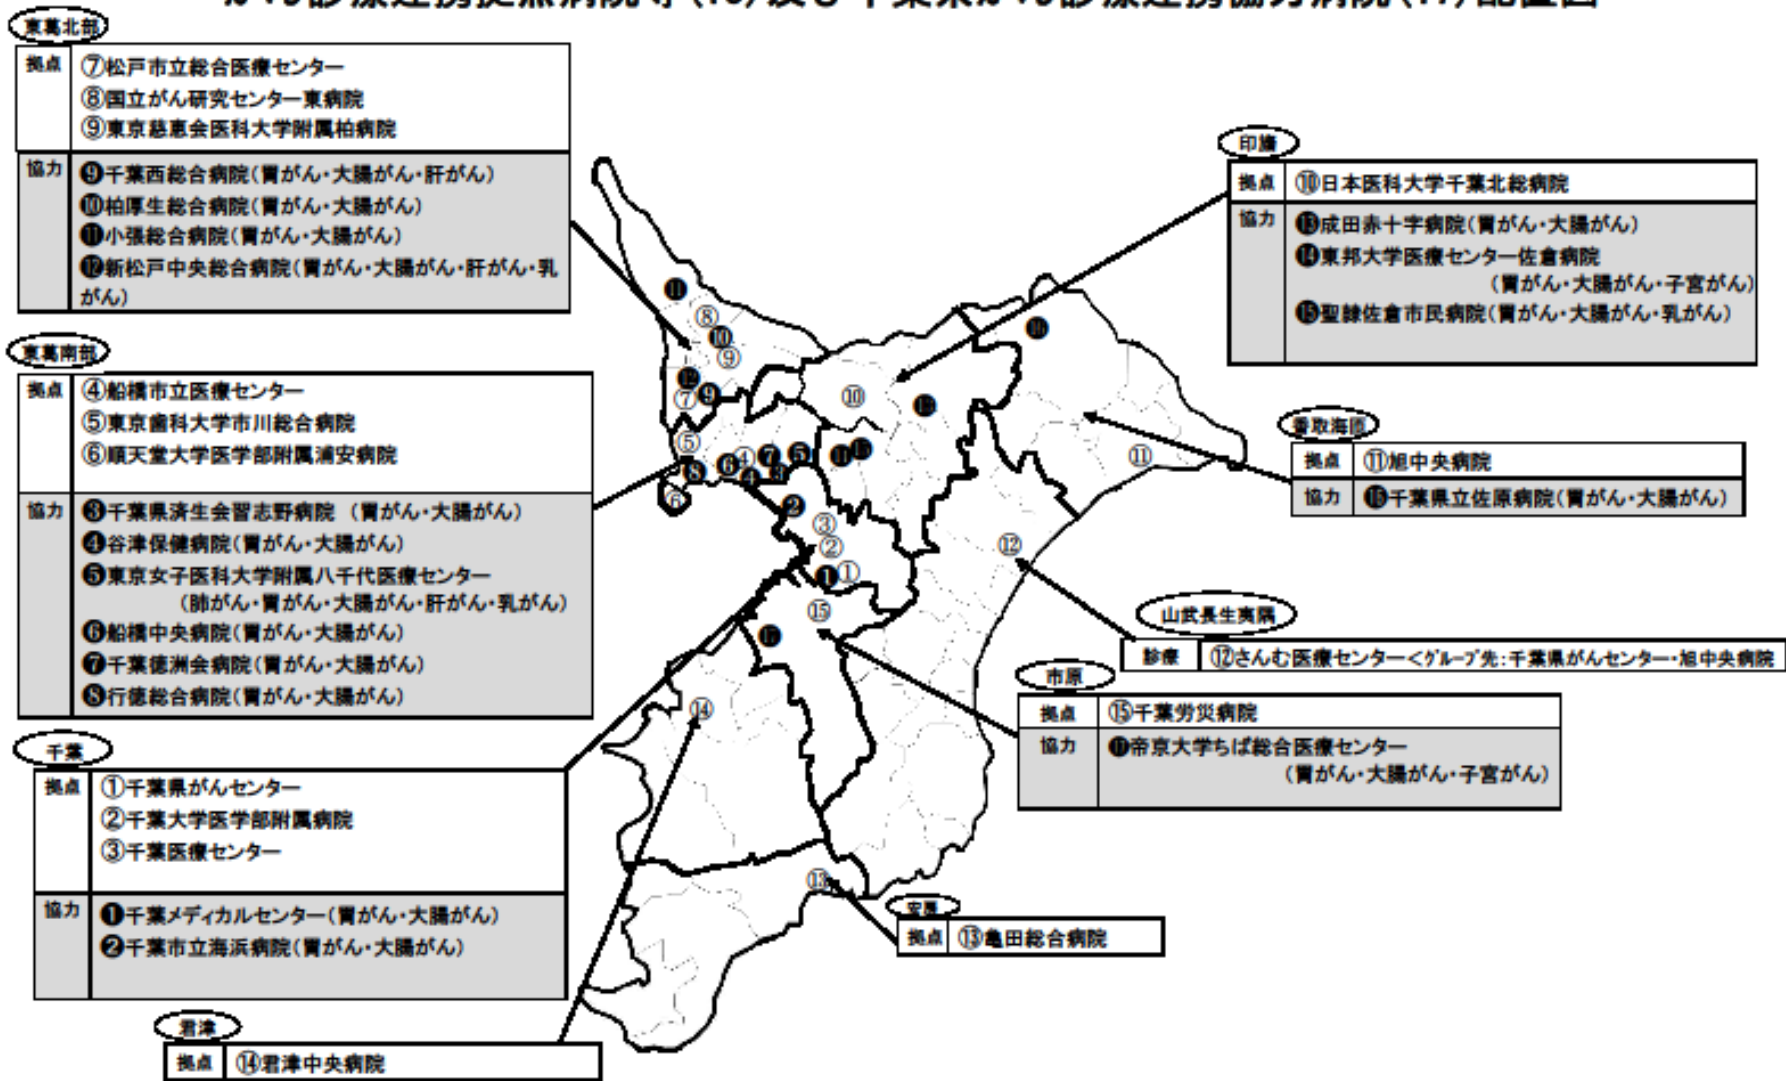 東葛北部
拠点
⑦松戸市立総合医療センター
⑧国立がん研究センター東病院
⑨東京慈恵会医科大学附属柏病院
協力
❾千葉西総合病院(胃がん・大腸がん・肝がん)
❿柏厚生総合病院(胃がん・大腸がん)
⓫小張総合病院(胃がん・大腸がん)
⓬新松戸中央総合病院(胃がん・大腸がん・肝がん・乳
がん)
東葛南部
拠点
④船橋市立医療センター
⑤東京歯科大学市川総合病院
⑥順天堂大学医学部附属浦安病院
協力
❸千葉県済生会習志野病院 (胃がん・大腸がん)
❹谷津保健病院(胃がん・大腸がん)
❺東京女子医科大学附属八千代医療センター
(肺がん・胃がん・大腸がん・肝がん・乳がん)
❻船橋中央病院(胃がん・大腸がん)
❼千葉徳洲会病院(胃がん・大腸がん)
❽行徳総合病院(胃がん・大腸がん)
千葉
拠点
①千葉県がんセンター
②千葉大学医学部附属病院
③千葉医療センター
協力
❶千葉メディカルセンター(胃がん・大腸がん)
❷千葉市立海浜病院(胃がん・大腸がん)
君津
拠点
⑭君津中央病院
印旛
拠点
⑩日本医科大学千葉北総病院
協力
⓭成田赤十字病院(胃がん・大腸がん)
⓮東邦大学医療センター佐倉病院
(胃がん・大腸がん・子宮がん)
⓯聖隷佐倉市民病院(胃がん・大腸がん・乳がん)
香取海匝
拠点
⑪旭中央病院
協力
⓰千葉県立佐原病院(胃がん・大腸がん)
山武長生夷隅
診療
⑫さんむ医療センター<グループ先:千葉県がんセンター・旭中央病院
市原
拠点
⑮千葉労災病院
協力
⓱帝京大学ちば総合医療センター
(胃がん・大腸がん・子宮がん)
安房
拠点
⑬亀田総合病院
⓫
⑧
❿
⑨
⓬
⑦
❾
⑤
❽
❻
④
❹
❼
❺
⑥
⑩
⓰
⑪
❷
③
②
❶
①
⑫
⑮
⓱
⑭
⑬